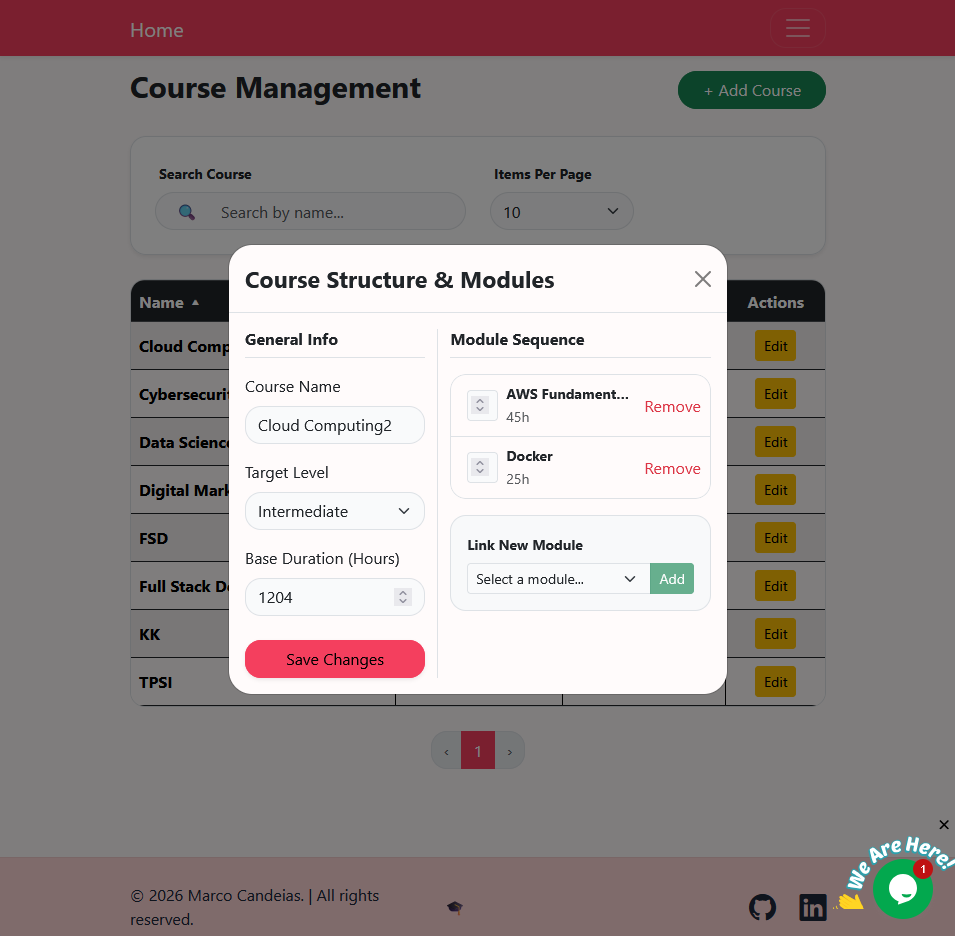 Home
Course Management
+ Add Course
Search Course
Items Per Page
Search by name...
10
Course Structure & Modules
Name ▲
Actions
General Info
Module Sequence
Cloud Comp
Edit
Course Name
AWS Fundament...
45h
Remove
Cybersecurit
Edit
Cloud Computing2
Data Science
Edit
Target Level
Docker
25h
Remove
Digital Mark
Edit
Intermediate
FSD
Edit
Base Duration (Hours)
Link New Module
Full Stack De
Edit
1204
Select a module...
Add
KK
Edit
Save Changes
TPSI
Edit
‹ 1 ›
We Are Here!
1
© 2026 Marco Candeias. | All rights
reserved.
in